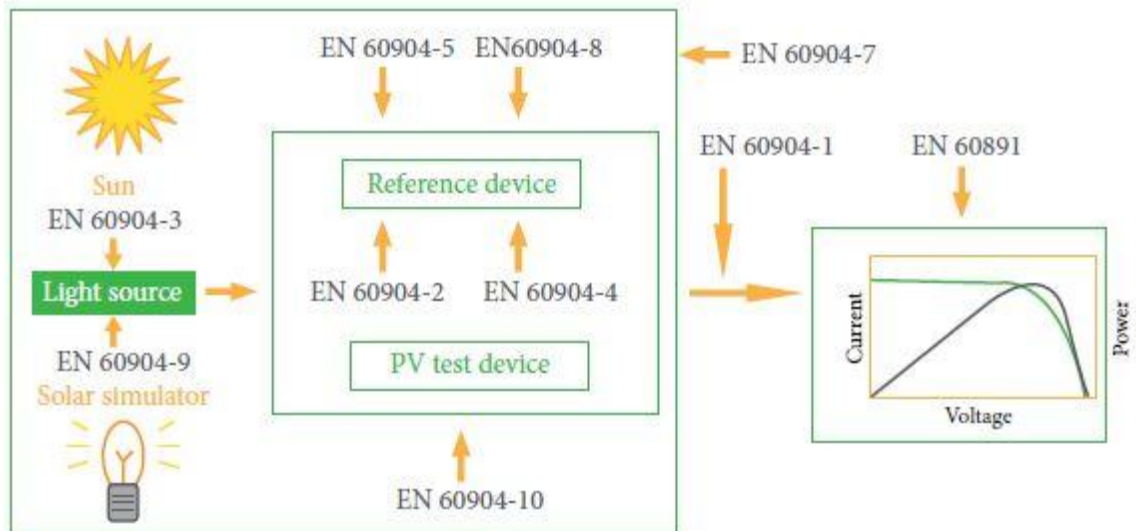 EN 60904-5
EN60904-8
EN 60904-7
EN 60904-1
EN 60891
Reference device
Sun
EN 60904-3
Light source
EN 60904-2
EN 60904-4
EN 60904-9
Solar simulator
PV test device
EN 60904-10
Current
Power
Voltage